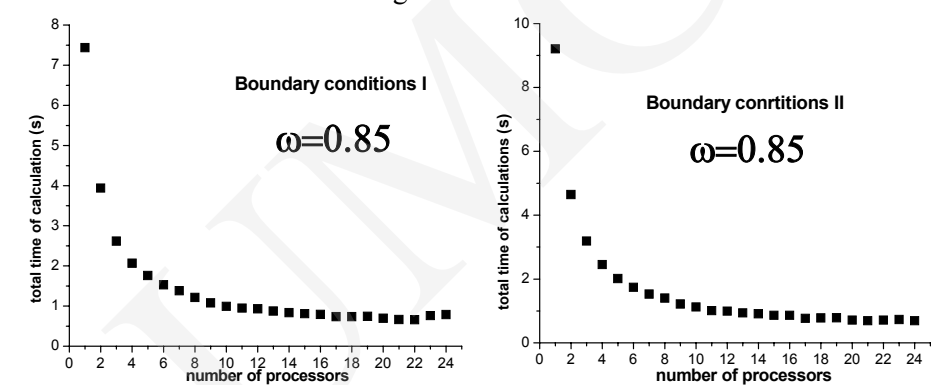 8
7
6
5
4
3
2
1
0
total time of calculation (s)
Boundary conditions I
ω=0.85
0 2 4 6 8 10 12 14 16 18 20 22 24
number of processors
10
8
6
4
2
0
total time of calculations (s)
Boundary conrtitions II
ω=0.85
0 2 4 6 8 10 12 14 16 18 20 22 24
number of processors